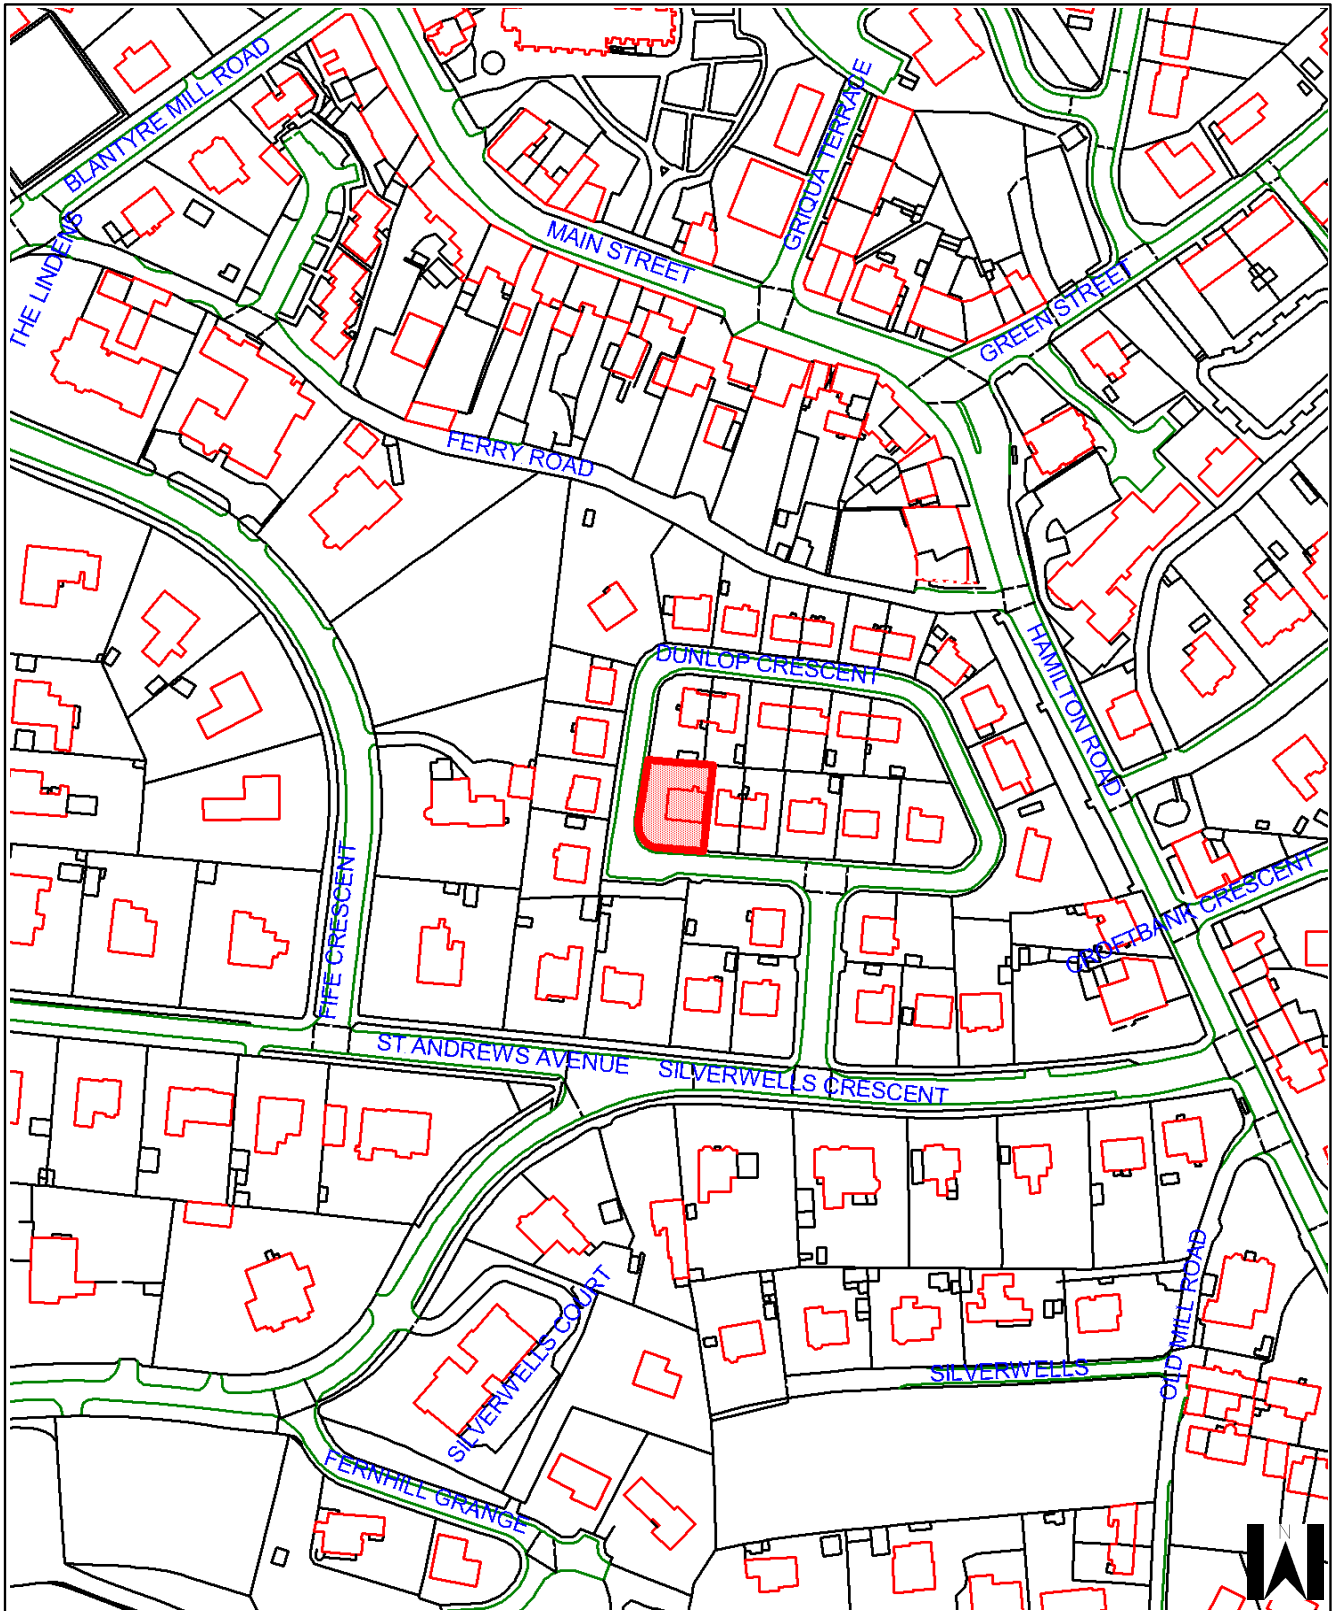 BLANTYRE MILL ROAD
GRIQUA TERRACE
THE LINDENS
MAIN STREET
GREEN STREET
FERRY ROAD
DUNLOP CRESCENT
HAMILTON ROAD
FIFE CRESCENT
CROFTBANK CRESCENT
ST ANDREWS AVENUE
SILVERWELLS CRESCENT
OLD MILL ROAD
SILVERWELLS COURT
SILVERWELLS
FERNHILL GRANGE
N